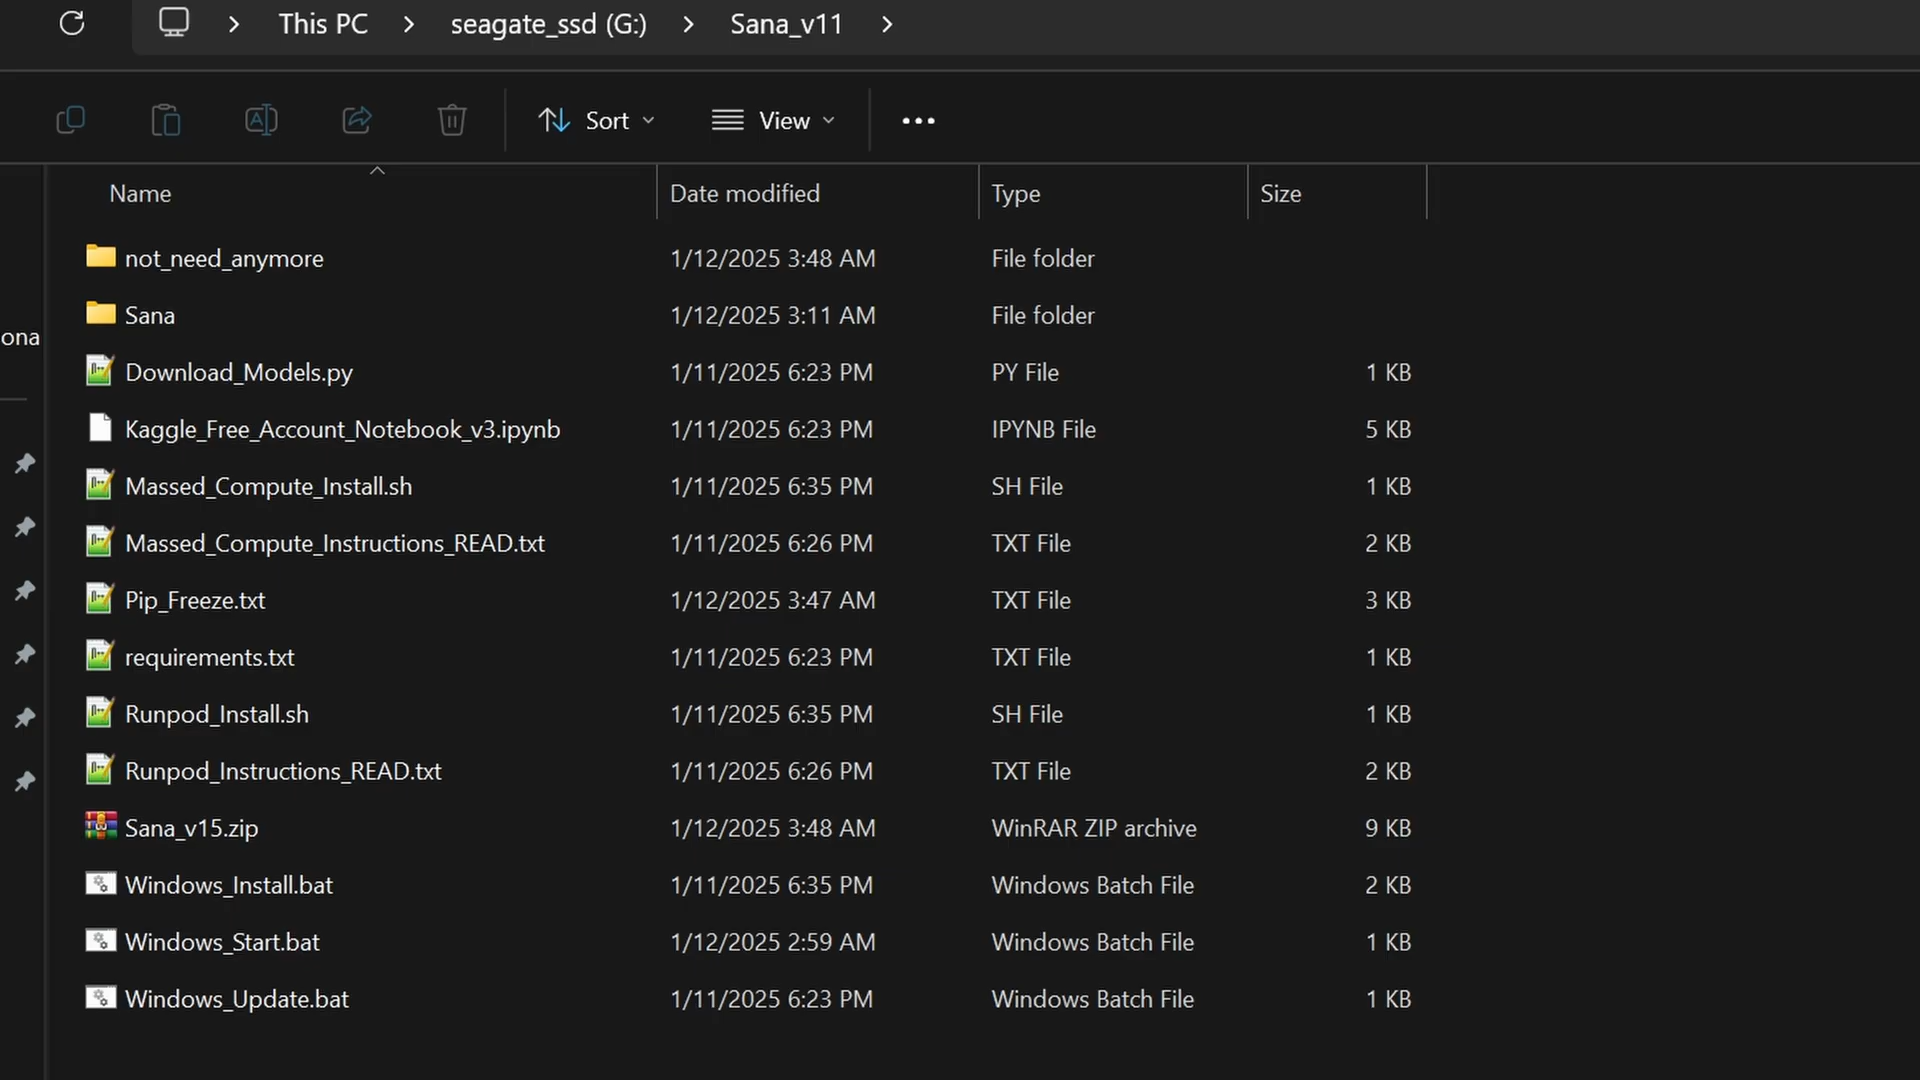 This PC > seagate_ssd (G:) > Sana_v11 >
Sort View
Name Date modified Type Size
not_need_anymore 1/12/2025 3:48 AM File folder
Sana 1/12/2025 3:11 AM File folder
ona
Download_Models.py 1/11/2025 6:23 PM PY File 1 KB
Kaggle_Free_Account_Notebook_v3.ipynb 1/11/2025 6:23 PM IPYNB File 5 KB
Massed_Compute_Install.sh 1/11/2025 6:35 PM SH File 1 KB
Massed_Compute_Instructions_READ.txt 1/11/2025 6:26 PM TXT File 2 KB
Pip_Freeze.txt 1/12/2025 3:47 AM TXT File 3 KB
requirements.txt 1/11/2025 6:23 PM TXT File 1 KB
Runpod_Install.sh 1/11/2025 6:35 PM SH File 1 KB
Runpod_Instructions_READ.txt 1/11/2025 6:26 PM TXT File 2 KB
Sana_v15.zip 1/12/2025 3:48 AM WinRAR ZIP archive 9 KB
Windows_Install.bat 1/11/2025 6:35 PM Windows Batch File 2 KB
Windows_Start.bat 1/12/2025 2:59 AM Windows Batch File 1 KB
Windows_Update.bat 1/11/2025 6:23 PM Windows Batch File 1 KB